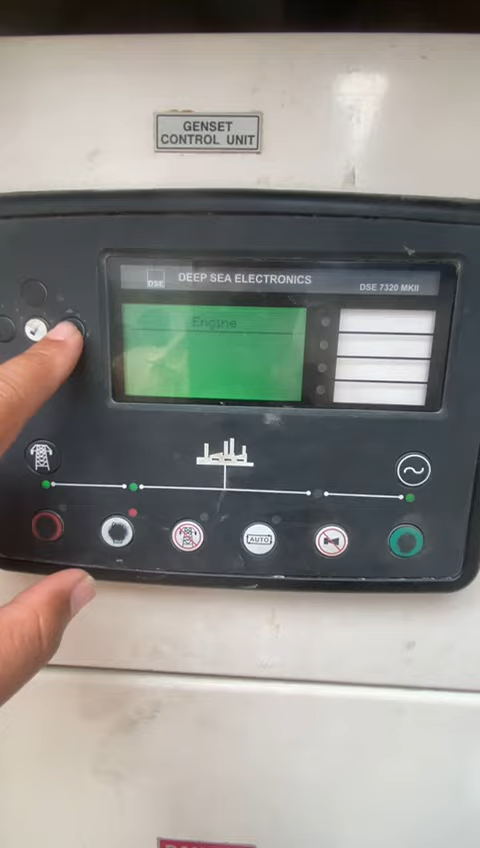 GENSET
CONTROL UNIT
DSE
DEEP SEA ELECTRONICS
DSE 7320 MKII
Engine
AUTO